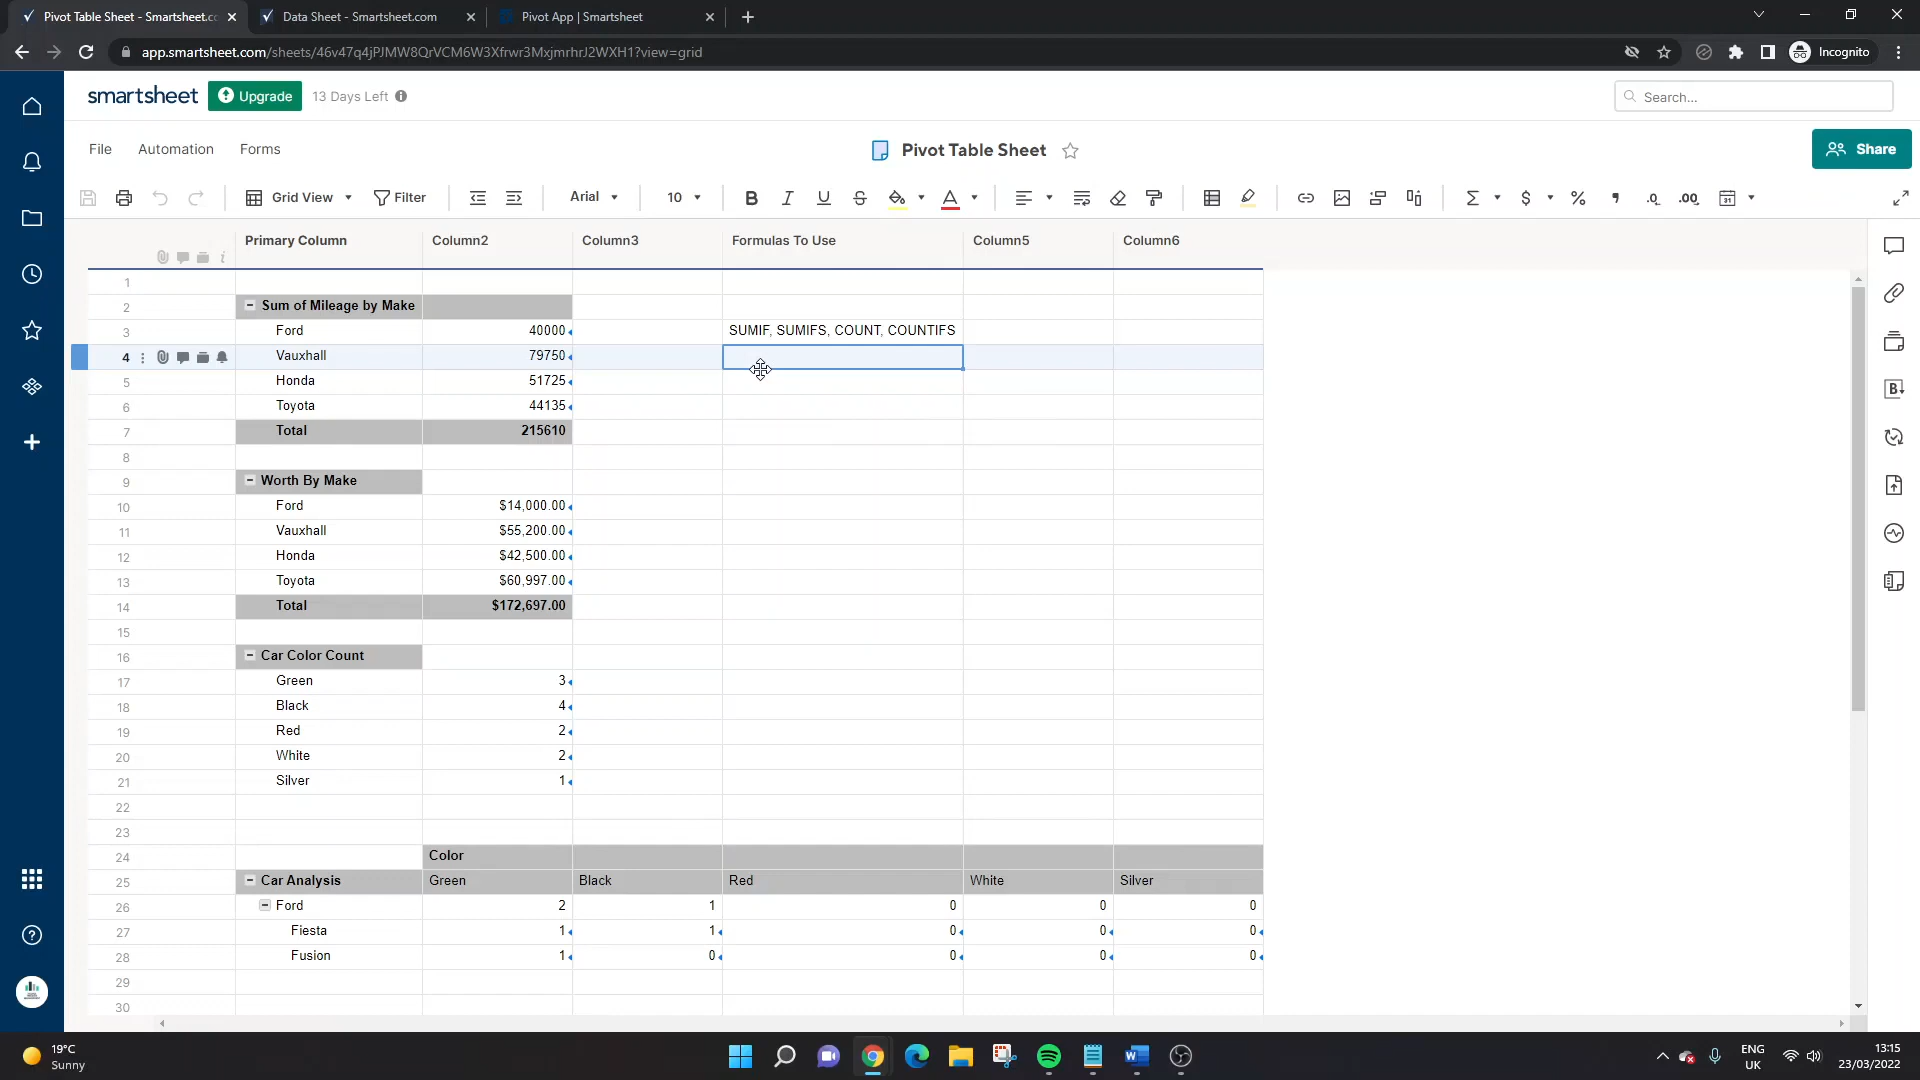 Pivot Table Sheet - Smartsheet.cc
Data Sheet - Smartsheet.com
Pivot App | Smartsheet
app.smartsheet.com/sheets/46v47q4jPJMW8QrVCM6W3Xfrwr3MxjmrhrJ2WXH1?view=grid
Incognito
smartsheet
Upgrade
13 Days Left
Search...
File
Automation
Forms
Pivot Table Sheet
Share
Grid View
Filter
Arial
10
Primary Column
Column2
Column3
Formulas To Use
Column5
Column6
1
2 Sum of Mileage by Make
3 Ford 40000 SUMIF, SUMIFS, COUNT, COUNTIFS
4 Vauxhall 79750
5 Honda 51725
6 Toyota 44135
7 Total 215610
8
9 Worth By Make
10 Ford $14,000.00
11 Vauxhall $55,200.00
12 Honda $42,500.00
13 Toyota $60,997.00
14 Total $172,697.00
15
16 Car Color Count
17 Green 3
18 Black 4
19 Red 2
20 White 2
21 Silver 1
22
23
24 Color
25 Car Analysis Green Black Red White Silver
26 Ford 2 1 0 0 0
27 Fiesta 1 1 0 0 0
28 Fusion 1 0 0 0 0
29
30
19°C
Sunny
ENG
UK
13:15
23/03/2022